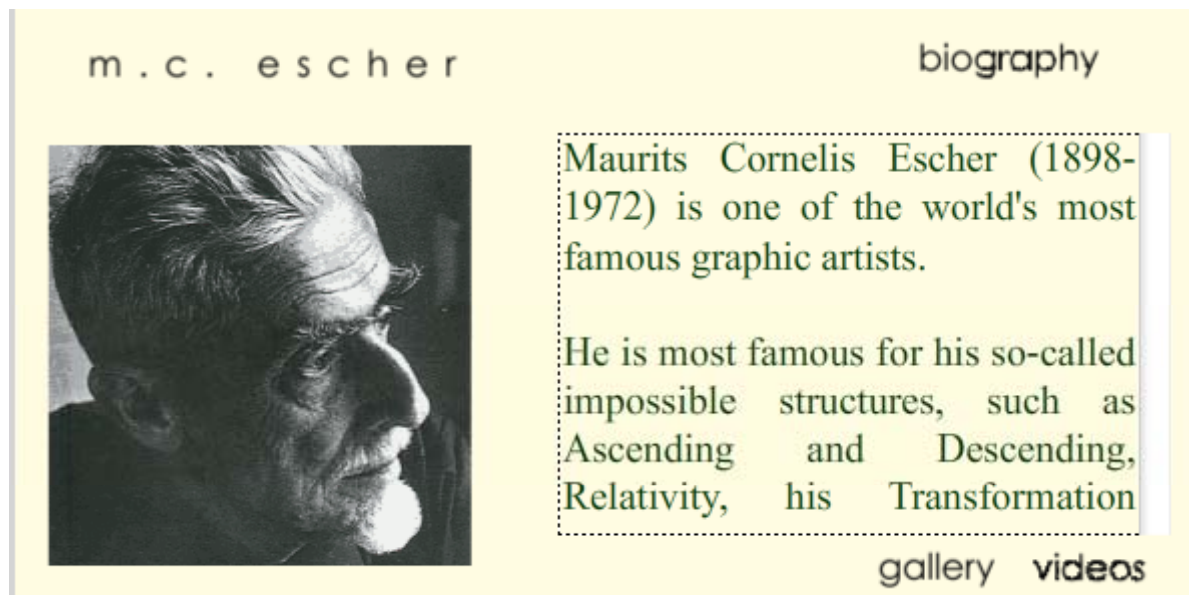 m.c. escher
biography
Maurits Cornelis Escher (1898-
1972) is one of the world's most
famous graphic artists.
He is most famous for his so-called
impossible structures, such as
Ascending and Descending,
Relativity, his Transformation
gallery videos